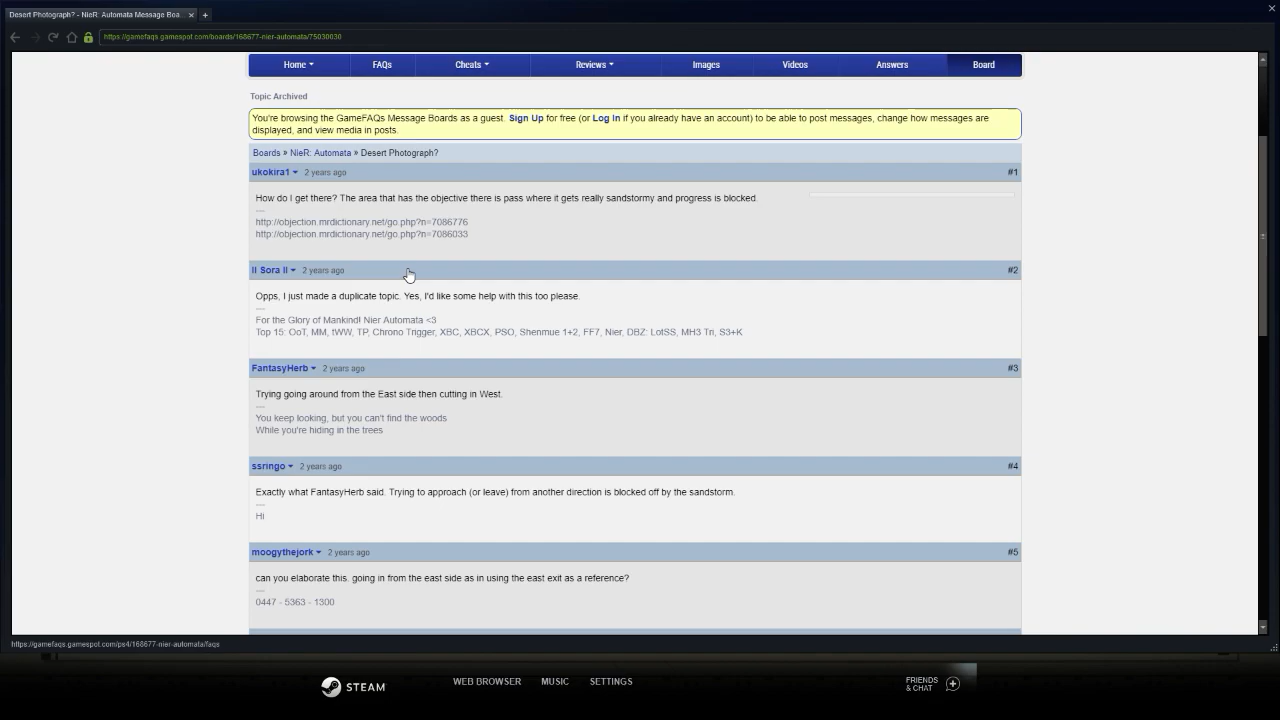 Desert Photograph? - NieR: Automata Message Boa...
https://gamefaqs.gamespot.com/boards/168677-nier-automata/75030030
Home FAQs Cheats Reviews Images Videos Answers Board
Topic Archived
You're browsing the GameFAQs Message Boards as a guest. Sign Up for free (or Log In if you already have an account) to be able to post messages, change how messages are
displayed, and view media in posts.
Boards » NieR: Automata » Desert Photograph?
ukokira1 2 years ago #1
How do I get there? The area that has the objective there is pass where it gets really sandstormy and progress is blocked.
—
http://objection.mrdictionary.net/go.php?n=7086776
http://objection.mrdictionary.net/go.php?n=7086033
II Sora II 2 years ago #2
Opps, I just made a duplicate topic. Yes, I'd like some help with this too please.
—
For the Glory of Mankind! Nier Automata <3
Top 15: OoT, MM, tWW, TP, Chrono Trigger, XBC, XBCX, PSO, Shenmue 1+2, FF7, Nier, DBZ: LotSS, MH3 Tri, S3+K
FantasyHerb 2 years ago #3
Trying going around from the East side then cutting in West.
—
You keep looking, but you can't find the woods
While you're hiding in the trees
ssringo 2 years ago #4
Exactly what FantasyHerb said. Trying to approach (or leave) from another direction is blocked off by the sandstorm.
—
Hi
moogythejork 2 years ago #5
can you elaborate this. going in from the east side as in using the east exit as a reference?
—
0447 - 5363 - 1300
https://gamefaqs.gamespot.com/ps4/168677-nier-automata/faqs
STEAM WEB BROWSER MUSIC SETTINGS FRIENDS
& CHAT